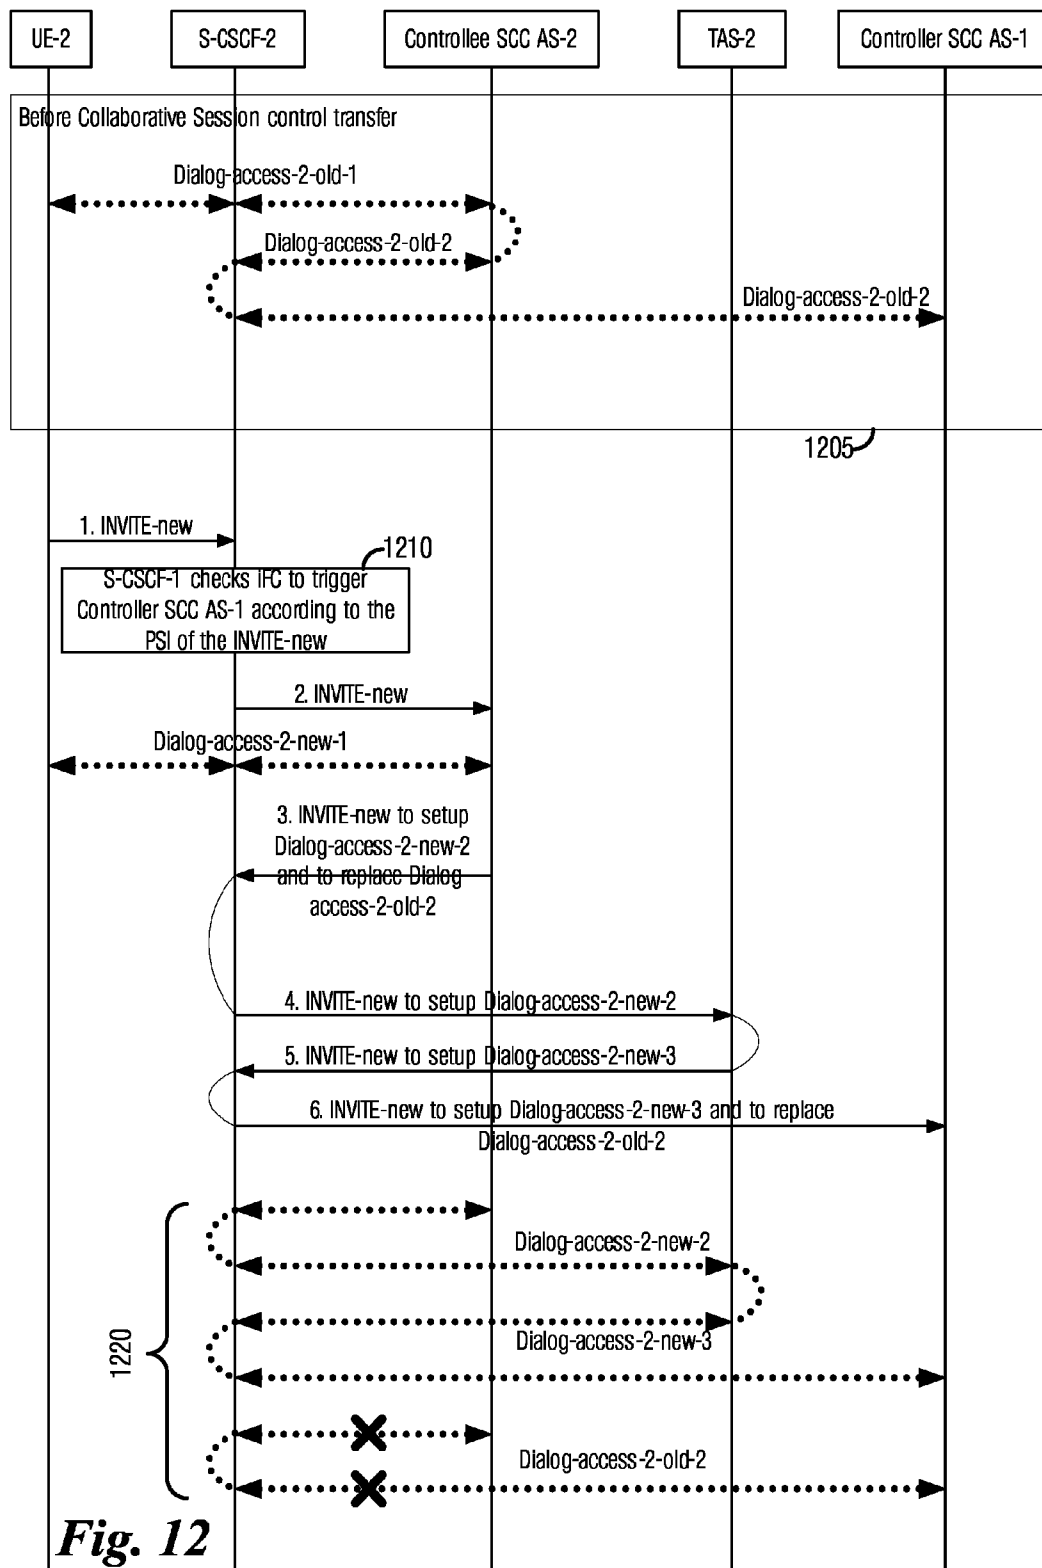 UE-2
S-CSCF-2
Controllee SCC AS-2
TAS-2
Controller SCC AS-1
Before Collaborative Session control transfer
Dialog-access-2-old-1
Dialog-access-2-old-2
Dialog-access-2-old-2
1205
1. INVITE-new
1210
S-CSCF-1 checks iFC to trigger
Controller SCC AS-1 according to the
PSI of the INVITE-new
2. INVITE-new
Dialog-access-2-new-1
3. INVITE-new to setup
Dialog-access-2-new-2
and to replace Dialog
access-2-old-2
4. INVITE-new to setup Dialog-access-2-new-2
5. INVITE-new to setup Dialog-access-2-new-3
6. INVITE-new to setup Dialog-access-2-new-3 and to replace
Dialog-access-2-old-2
Dialog-access-2-new-2
1220
Dialog-access-2-new-3
Dialog-access-2-old-2
Fig. 12